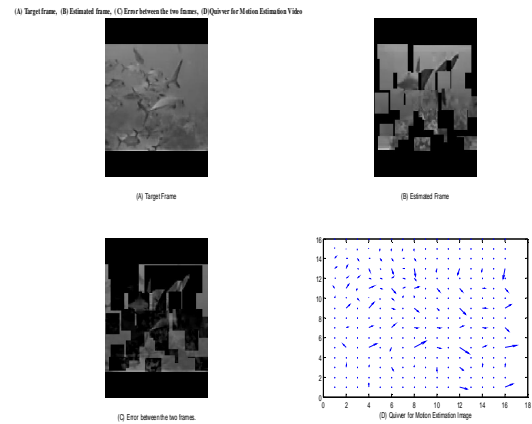 (A) Target frame, (B) Estimated frame, (C) Error between the two frames, (D)Quivver for Motion Estimation Video
(A) Target Frame
(B) Estimated Frame
16
14
12
10
8
6
4
2
0
0 2 4 6 8 10 12 14 16 18
(C) Error between the two frames.
(D) Quivver for Motion Estimation Image